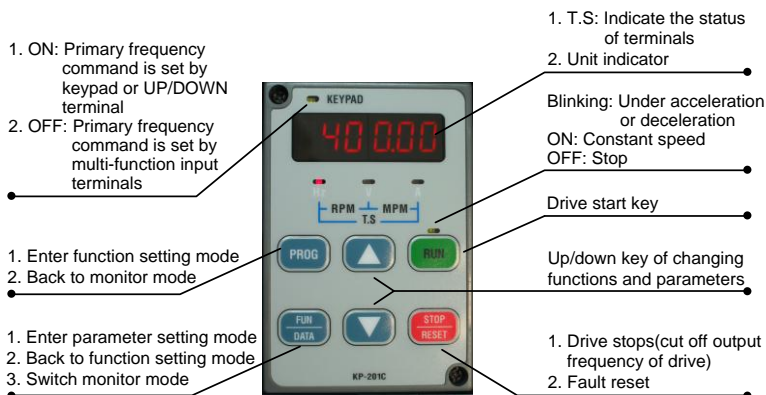 1. ON: Primary frequency
command is set by
keypad or UP/DOWN
terminal
2. OFF: Primary frequency
command is set by
multi-function input
terminals
1. Enter function setting mode
2. Back to monitor mode
1. Enter parameter setting mode
2. Back to function setting mode
3. Switch monitor mode
KEYPAD
400.00
Hz V A
RPM MPM
T.S
PROG RUN
FUN
DATA
STOP
RESET
KP-201C
1. T.S: Indicate the status
of terminals
2. Unit indicator
Blinking: Under acceleration
or deceleration
ON: Constant speed
OFF: Stop
Drive start key
Up/down key of changing
functions and parameters
1. Drive stops(cut off output
frequency of drive)
2. Fault reset